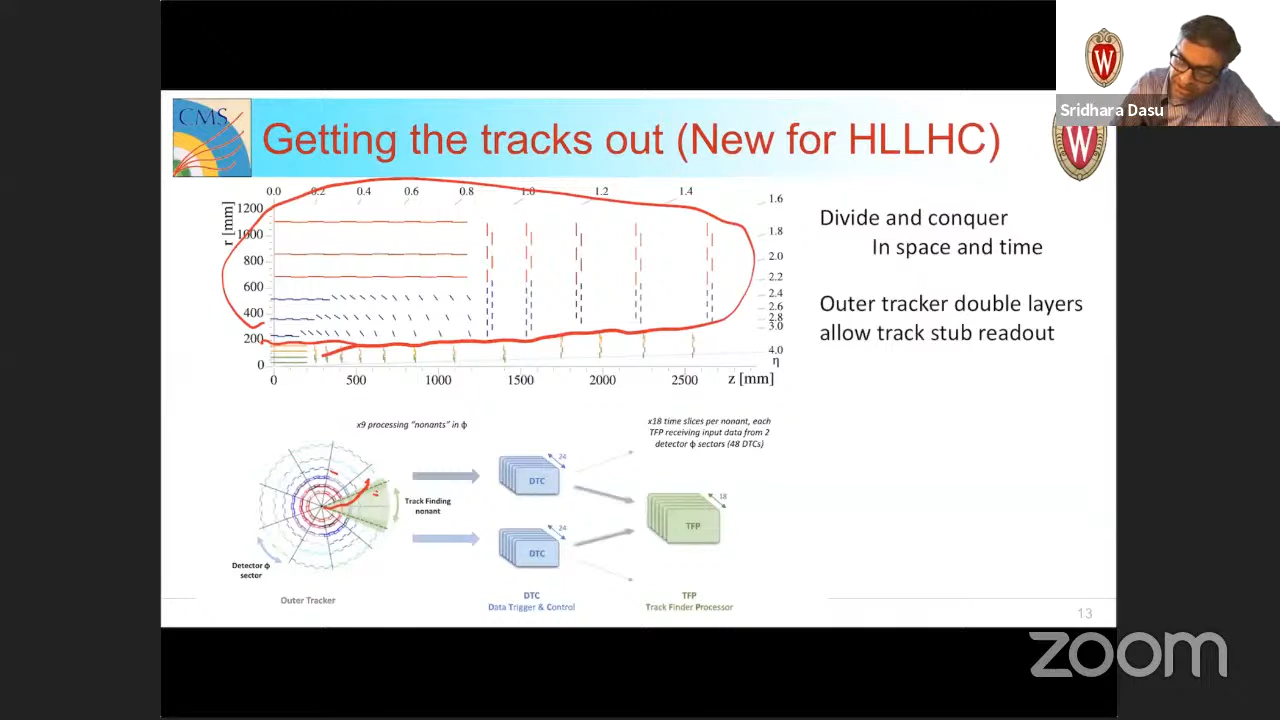 W
Sridhara Dasu
CMS
Getting the tracks out (New for HLLHC)
W
0.0 0.2 0.4 0.6 0.8 1.0 1.2 1.4 1.6
1.8
2.0
2.2
2.4
2.6
2.8
3.0
4.0
η
r [mm]
1200
1000
800
600
400
200
0
0 500 1000 1500 2000 2500 z [mm]
Divide and conquer
In space and time
Outer tracker double layers
allow track stub readout
x9 processing “nonants” in ϕ
x18 time slices per nonant, each
TFP receiving input data from 2
detector ϕ sectors (48 DTCs)
24
DTC
Track Finding
nonant
18
TFP
24
DTC
Detector ϕ
sector
Outer Tracker
DTC
Data Trigger & Control
TFP
Track Finder Processor
13
zoom